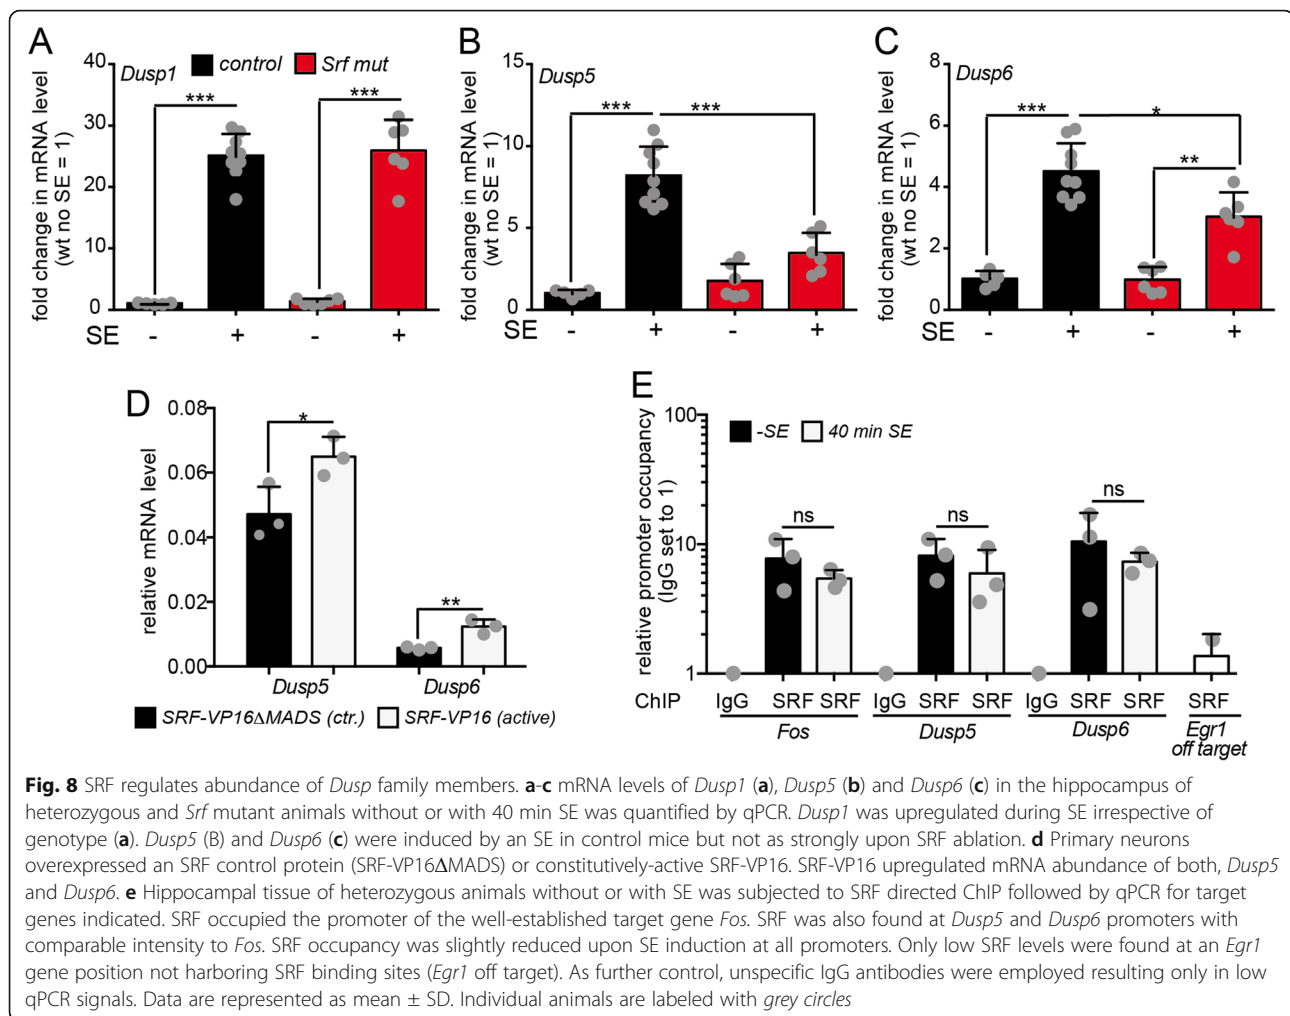 A
B
C
40
30
20
10
0
Dusp1
control
Srf mut
***
***
fold change in mRNA level
(wt no SE = 1)
SE
-
+
-
+
15
10
5
0
Dusp5
***
***
fold change in mRNA level
(wt no SE = 1)
-
+
-
+
8
6
4
2
0
Dusp6
***
*
**
fold change in mRNA level
(wt no SE = 1)
-
+
-
+
D
0.08
0.06
0.04
0.02
0.00
relative mRNA level
*
**
Dusp5
Dusp6
SRF-VP16ΔMADS (ctr.)
SRF-VP16 (active)
E
100
10
1
relative promoter occupancy
(IgG set to 1)
-SE
40 min SE
ns
ns
ns
ChIP
IgG SRF SRF IgG SRF SRF IgG SRF SRF SRF
Fos
Dusp5
Dusp6
Egr1
off target
Fig. 8 SRF regulates abundance of Dusp family members. a-c mRNA levels of Dusp1 (a), Dusp5 (b) and Dusp6 (c) in the hippocampus of
heterozygous and Srf mutant animals without or with 40 min SE was quantified by qPCR. Dusp1 was upregulated during SE irrespective of
genotype (a). Dusp5 (B) and Dusp6 (c) were induced by an SE in control mice but not as strongly upon SRF ablation. d Primary neurons
overexpressed an SRF control protein (SRF-VP16ΔMADS) or constitutively-active SRF-VP16. SRF-VP16 upregulated mRNA abundance of both, Dusp5
and Dusp6. e Hippocampal tissue of heterozygous animals without or with SE was subjected to SRF directed ChIP followed by qPCR for target
genes indicated. SRF occupied the promoter of the well-established target gene Fos. SRF was also found at Dusp5 and Dusp6 promoters with
comparable intensity to Fos. SRF occupancy was slightly reduced upon SE induction at all promoters. Only low SRF levels were found at an Egr1
gene position not harboring SRF binding sites (Egr1 off target). As further control, unspecific IgG antibodies were employed resulting only in low
qPCR signals. Data are represented as mean ± SD. Individual animals are labeled with grey circles